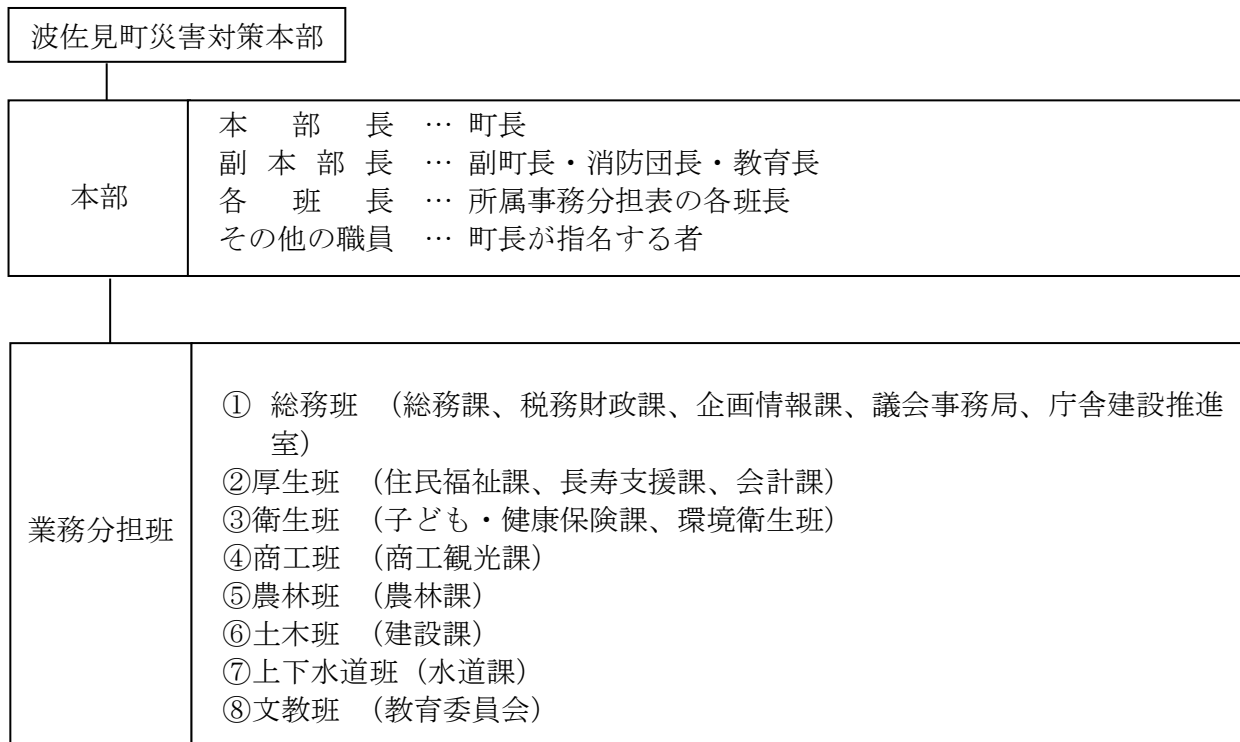 波佐見町災害対策本部
本部
本　部　長　… 町長
副 本 部 長　… 副町長・消防団長・教育長
各　班　長　… 所属事務分担表の各班長
その他の職員　… 町長が指名する者
業務分担班
① 総務班　（総務課、税務財政課、企画情報課、議会事務局、庁舎建設推進
室）
②厚生班　（住民福祉課、長寿支援課、会計課）
③衛生班　（子ども・健康保険課、環境衛生班）
④商工班　（商工観光課）
⑤農林班　（農林課）
⑥土木班　（建設課）
⑦上下水道班（水道課）
⑧文教班　（教育委員会）